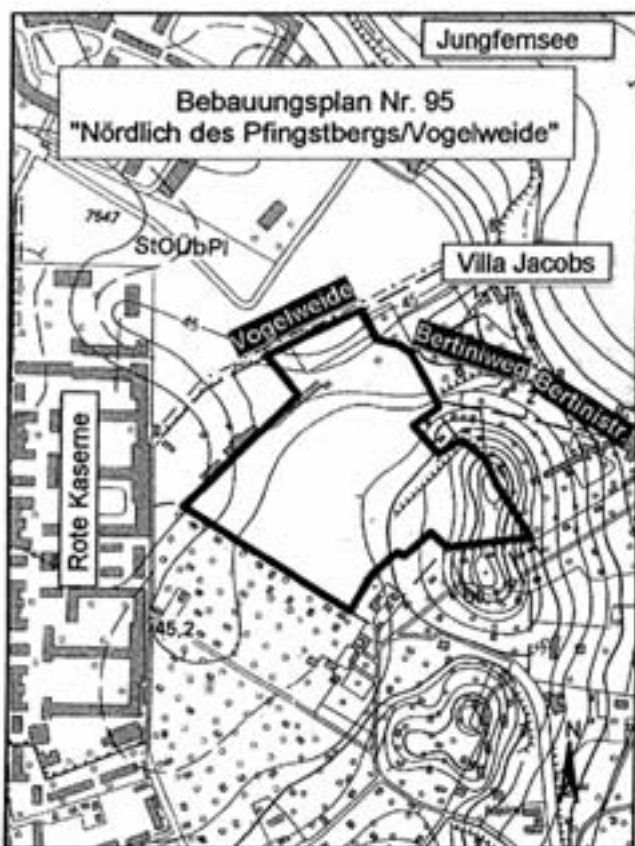 Jungfernsee
Bebauungsplan Nr. 95
"Nördlich des Pfingstbergs/Vogelweide"
7547
StOÜbPl
Villa Jacobs
Vogelweide
45
45
Bertiniweg/Bertinistr.
Rote Kaserne
45,2
N